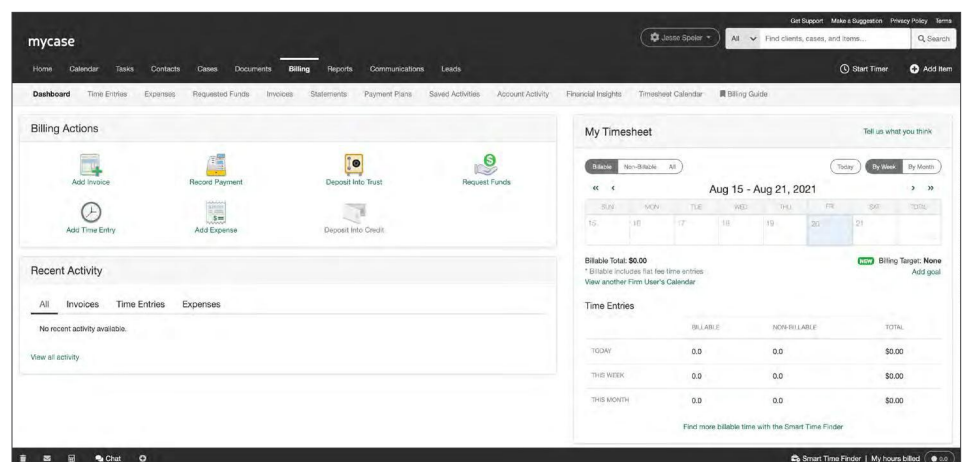 Get Support Make a Suggestion Privacy Policy Terms
mycase
Jesse Speler
All
Find clients, cases, and items...
Search
Home Calendar Tasks Contacts Cases Documents Billing Reports Communications Leads
Start Timer Add Item
Dashboard Time Entries Expenses Requested Funds Invoices Statements Payment Plans Saved Activities Account Activity Financial Insights Timesheet Calendar Billing Guide
Billing Actions
Add Invoice Record Payment Deposit Into Trust Request Funds
Add Time Entry Add Expense Deposit Into Credit
Recent Activity
All Invoices Time Entries Expenses
No recent activity available.
View all activity
My Timesheet
Tell us what you think
Billable Non-Billable All
Today By Week By Month
« ‹ Aug 15 - Aug 21, 2021 › »
SUN MON TUE WED THU FRI SAT TOTAL
15 16 17 18 19 20 21
Billable Total: $0.00
NEW Billing Target: None
* Billable includes flat fee time entries
Add goal
View another Firm User's Calendar
Time Entries
BILLABLE NON-BILLABLE TOTAL
TODAY 0.0 0.0 $0.00
THIS WEEK 0.0 0.0 $0.00
THIS MONTH 0.0 0.0 $0.00
Find more billable time with the Smart Time Finder
Chat
Smart Time Finder | My hours billed 0.0